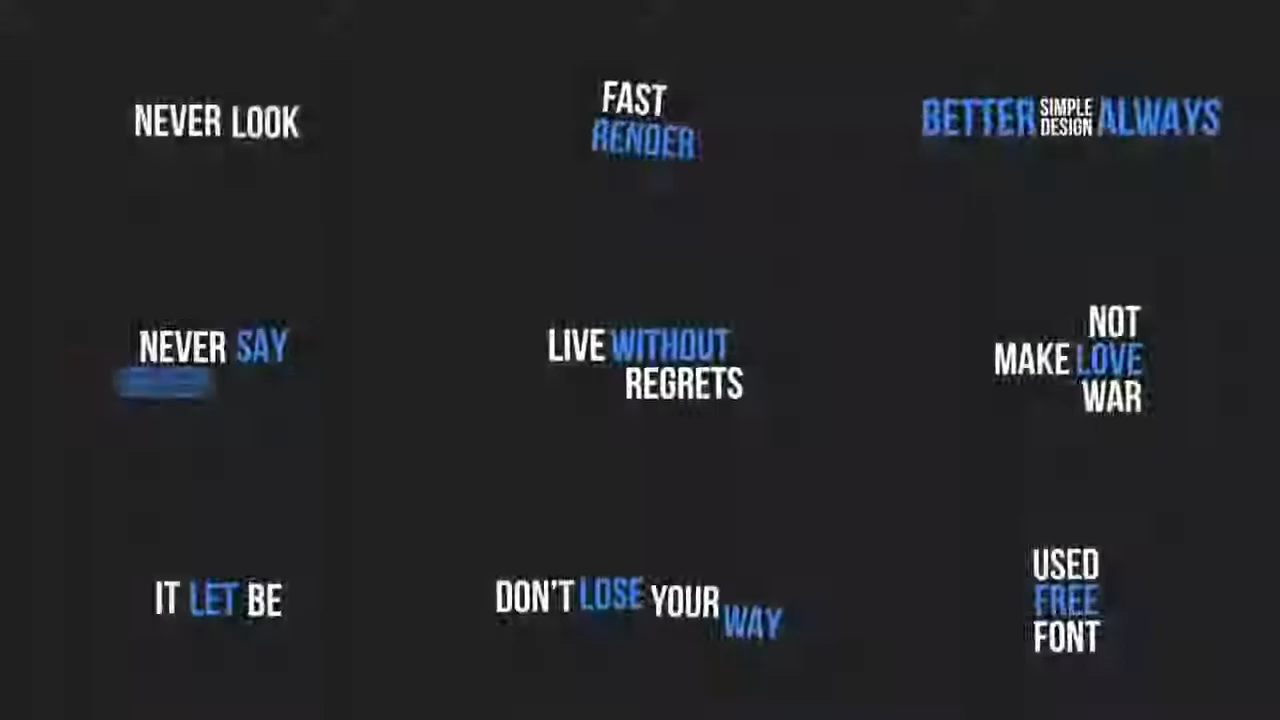 NEVER LOOK
FAST
RENDER
BETTER SIMPLE DESIGN ALWAYS
NEVER SAY
LIVE WITHOUT
REGRETS
NOT
MAKE LOVE
WAR
IT LET BE
DON'T LOSE YOUR WAY
USED
FREE
FONT